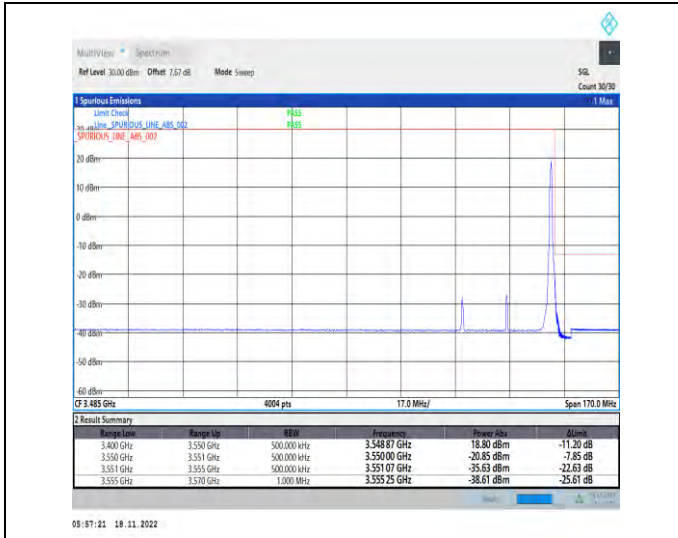 MultiView Spectrum
Ref Level 30.00 dBm Offset 7.67 dB Mode Sweep SGL
Count 30/30
1 Spurious Emissions 1 Max
Limit Check PASS
Line _SPURIOUS_LINE_ABS_002 PASS
_SPURIOUS_LINE_ABS_002
20 dBm
10 dBm
0 dBm
-10 dBm
-20 dBm
-30 dBm
-40 dBm
-50 dBm
-60 dBm
CF 3.485 GHz 4004 pts 17.0 MHz/ Span 170.0 MHz
2 Result Summary
Range Low Range Up RBW Frequency Power Abs ΔLimit
3.400 GHz 3.550 GHz 500.000 kHz 3.548 87 GHz 18.80 dBm -11.20 dB
3.550 GHz 3.551 GHz 500.000 kHz 3.550 00 GHz -20.85 dBm -7.85 dB
3.551 GHz 3.555 GHz 500.000 kHz 3.551 07 GHz -35.63 dBm -22.63 dB
3.555 GHz 3.570 GHz 1.000 MHz 3.555 25 GHz -38.61 dBm -25.61 dB
05:57:21 18.11.2022